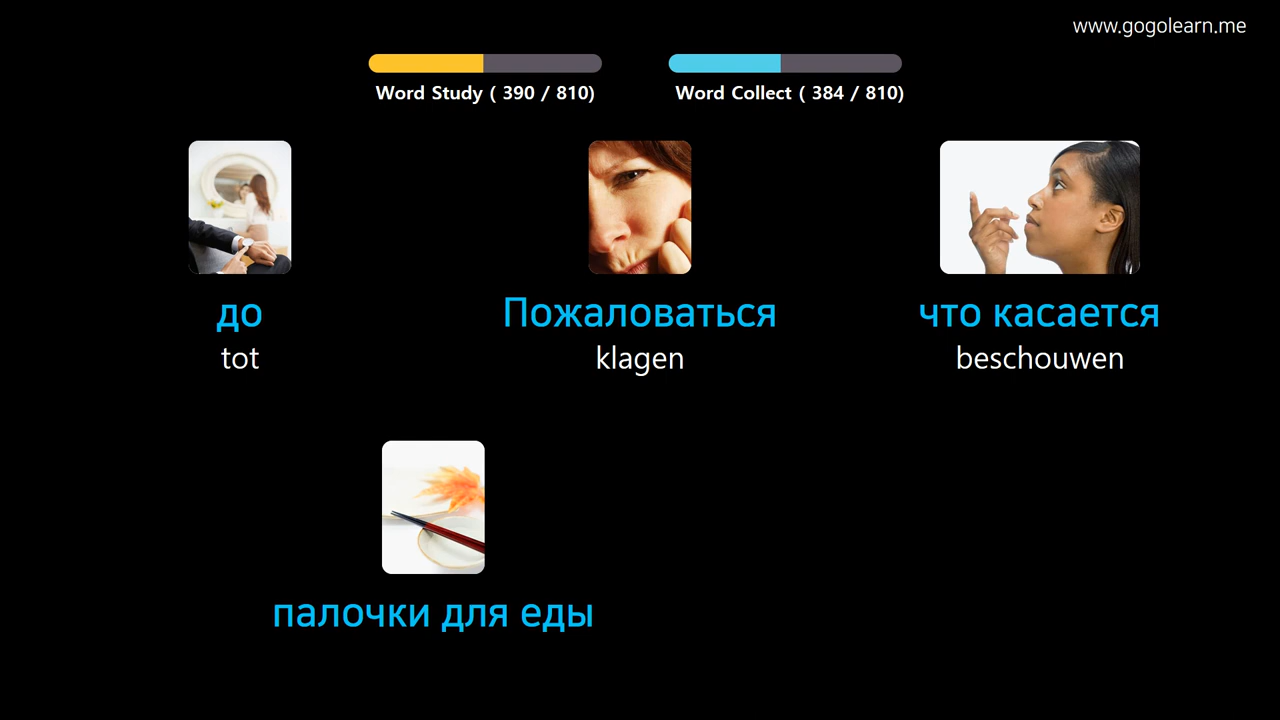 www.gogolearn.me
Word Study ( 390 / 810)
Word Collect ( 384 / 810)
до
Пожаловаться
что касается
tot
klagen
beschouwen
палочки для еды